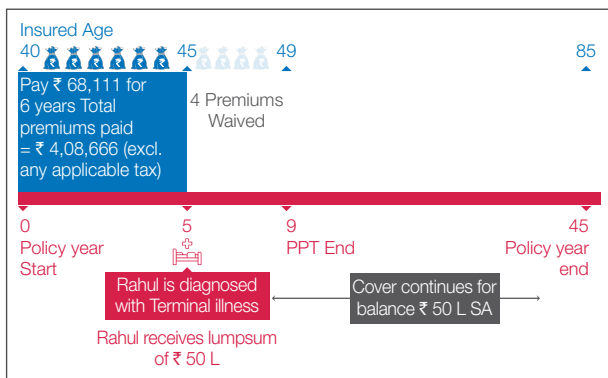 Insured Age
40
45
49
85
Pay ₹ 68,111 for
6 years Total
premiums paid
= ₹ 4,08,666 (excl.
any applicable tax)
4 Premiums
Waived
0
5
9
45
Policy year
Start
PPT End
Policy year
end
Rahul is diagnosed
with Terminal illness
Cover continues for
balance ₹ 50 L SA
Rahul receives lumpsum
of ₹ 50 L